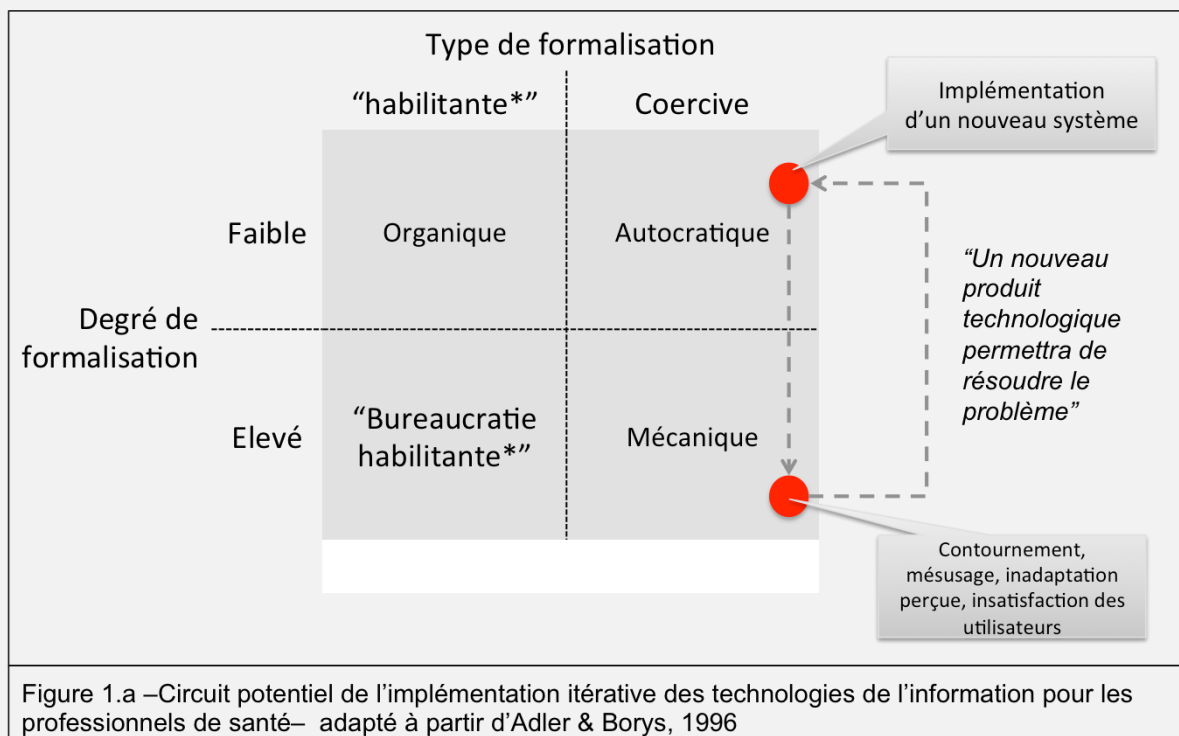 Type de formalisation
“habilitante*”
Coercive
Implémentation
d’un nouveau système
Faible
Organique
Autocratique
“Un nouveau
produit
technologique
permettra de
résoudre le
problème”
Degré de
formalisation
Elevé
“Bureaucratie
habilitante*”
Mécanique
Contournement,
mésusage, inadaptation
perçue, insatisfaction des
utilisateurs
Figure 1.a –Circuit potentiel de l’implémentation itérative des technologies de l’information pour les
professionnels de santé– adapté à partir d’Adler & Borys, 1996